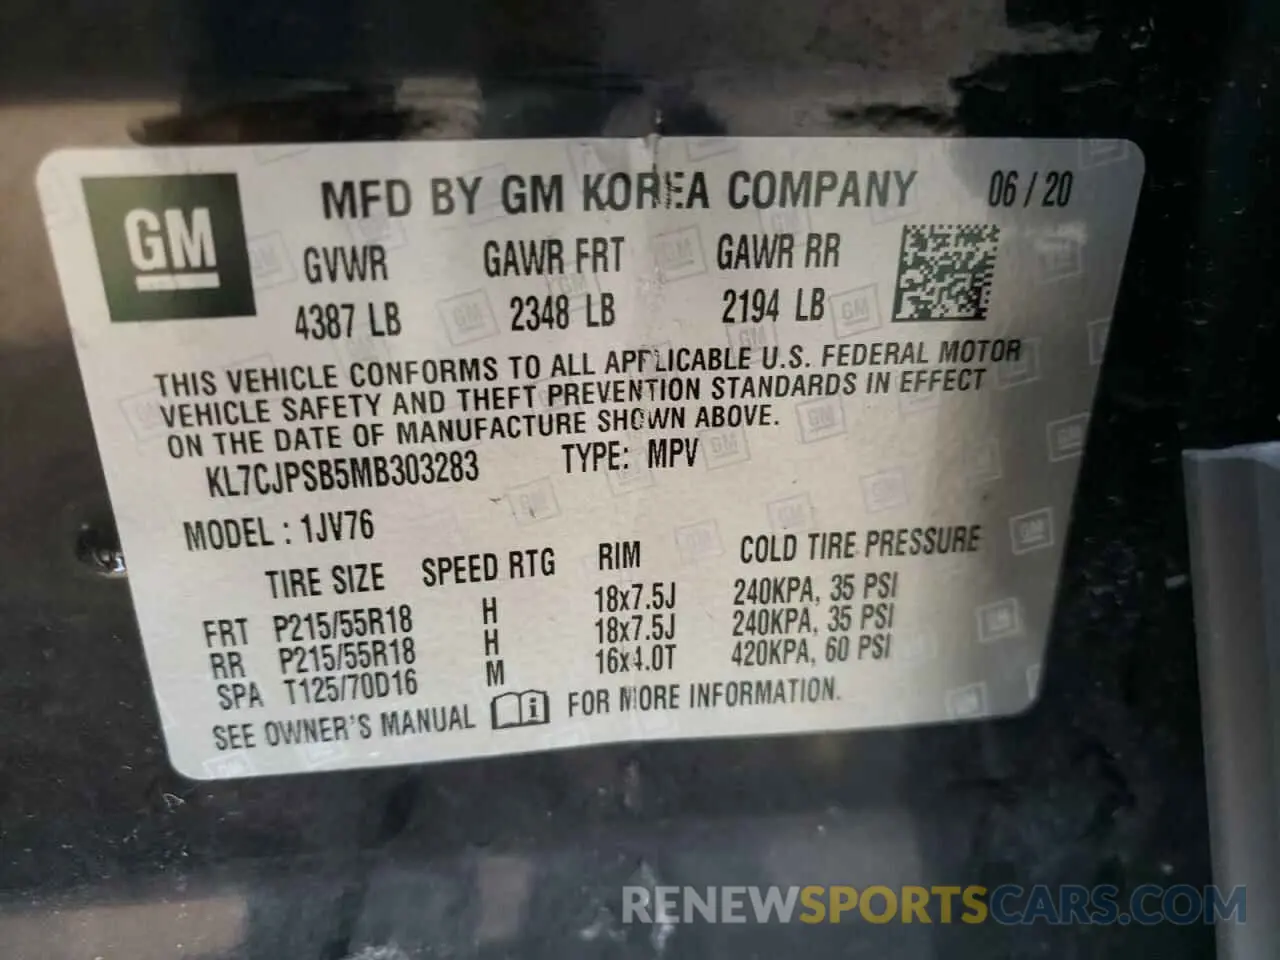 GM
MFD BY GM KOREA COMPANY 06 / 20
GVWR GAWR FRT GAWR RR
4387 LB 2348 LB 2194 LB
THIS VEHICLE CONFORMS TO ALL APPLICABLE U.S. FEDERAL MOTOR
VEHICLE SAFETY AND THEFT PREVENTION STANDARDS IN EFFECT
ON THE DATE OF MANUFACTURE SHOWN ABOVE.
KL7CJPSB5MB303283 TYPE: MPV
MODEL : 1JV76
TIRE SIZE SPEED RTG RIM COLD TIRE PRESSURE
FRT P215/55R18 H 18x7.5J 240KPA, 35 PSI
RR P215/55R18 H 18x7.5J 240KPA, 35 PSI
SPA T125/70D16 M 16x4.0T 420KPA, 60 PSI
SEE OWNER'S MANUAL i FOR MORE INFORMATION.
RENEWSPORTSCARS.COM